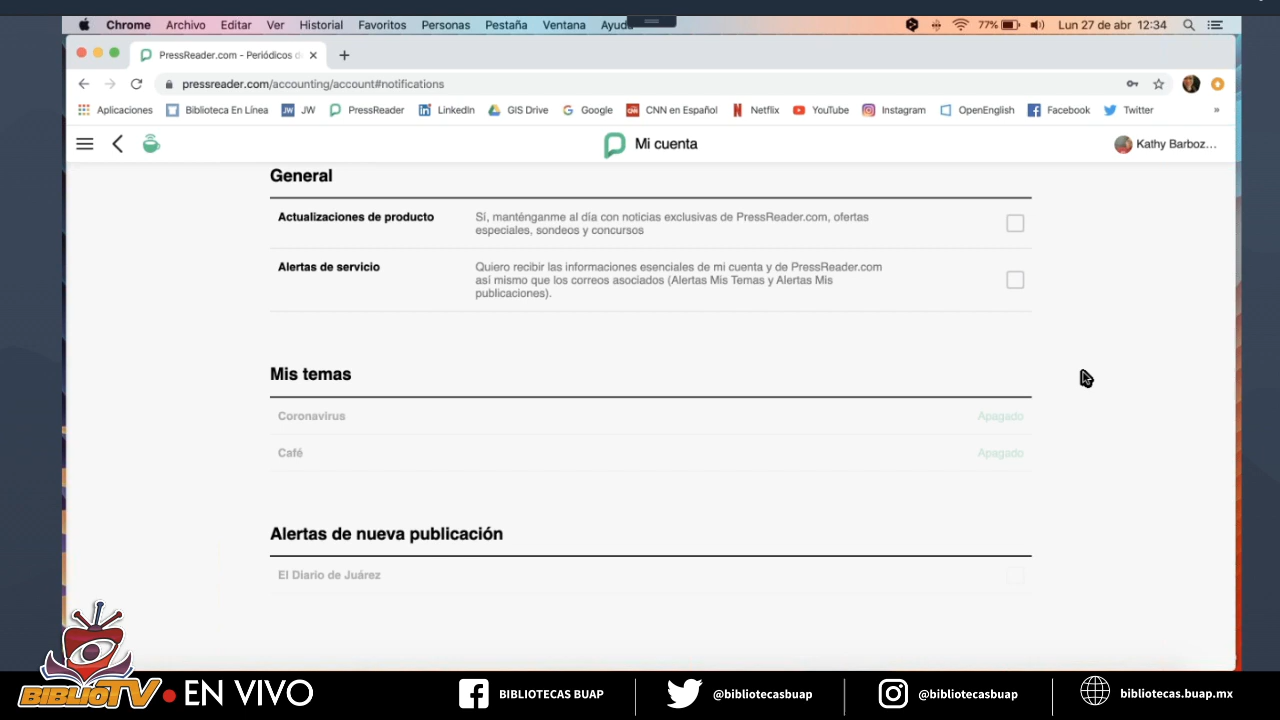 Chrome Archivo Editar Ver Historial Favoritos Personas Pestaña Ventana Ayuda 77% Lun 27 de abr 12:34
PressReader.com - Periódicos d
pressreader.com/accounting/account#notifications
Aplicaciones Biblioteca En Línea JW JW PressReader LinkedIn GIS Drive Google CNN en Español Netflix YouTube Instagram OpenEnglish Facebook Twitter »
Mi cuenta Kathy Barboz...
General
Actualizaciones de producto Sí, manténganme al día con noticias exclusivas de PressReader.com, ofertas
especiales, sondeos y concursos
Alertas de servicio Quiero recibir las informaciones esenciales de mi cuenta y de PressReader.com
así mismo que los correos asociados (Alertas Mis Temas y Alertas Mis
publicaciones).
Mis temas
Coronavirus Apagado
Café Apagado
Alertas de nueva publicación
El Diario de Juárez
BIBLIOTV EN VIVO BIBLIOTECAS BUAP @bibliotecasbuap @bibliotecasbuap bibliotecas.buap.mx